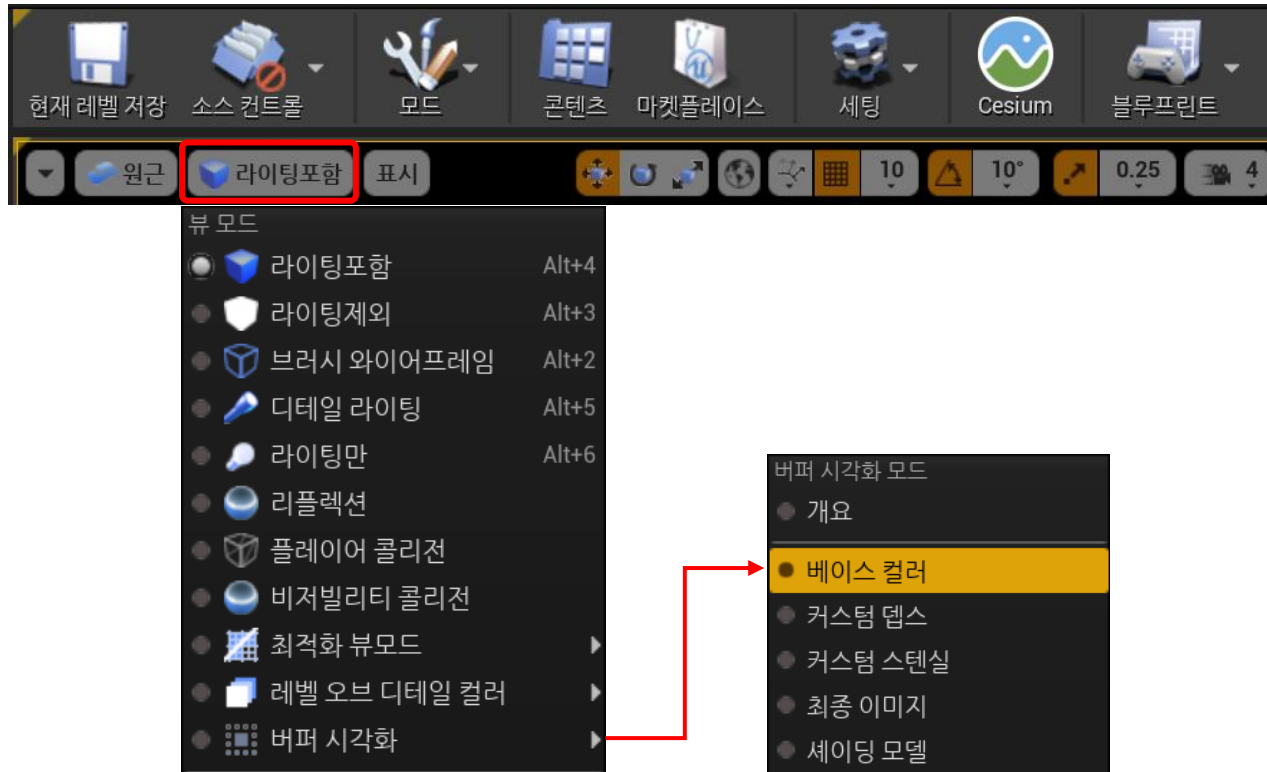 현재 레벨 저장
소스 컨트롤
모드
콘텐츠
마켓플레이스
세팅
Cesium
블루프린트
원근
라이팅포함
표시
10
10°
0.25
4
뷰 모드
라이팅포함 Alt+4
라이팅제외 Alt+3
브러시 와이어프레임 Alt+2
디테일 라이팅 Alt+5
라이팅만 Alt+6
리플렉션
플레이어 콜리전
비저빌리티 콜리전
최적화 뷰모드
레벨 오브 디테일 컬러
버퍼 시각화
버퍼 시각화 모드
개요
베이스 컬러
커스텀 뎁스
커스텀 스텐실
최종 이미지
셰이딩 모델